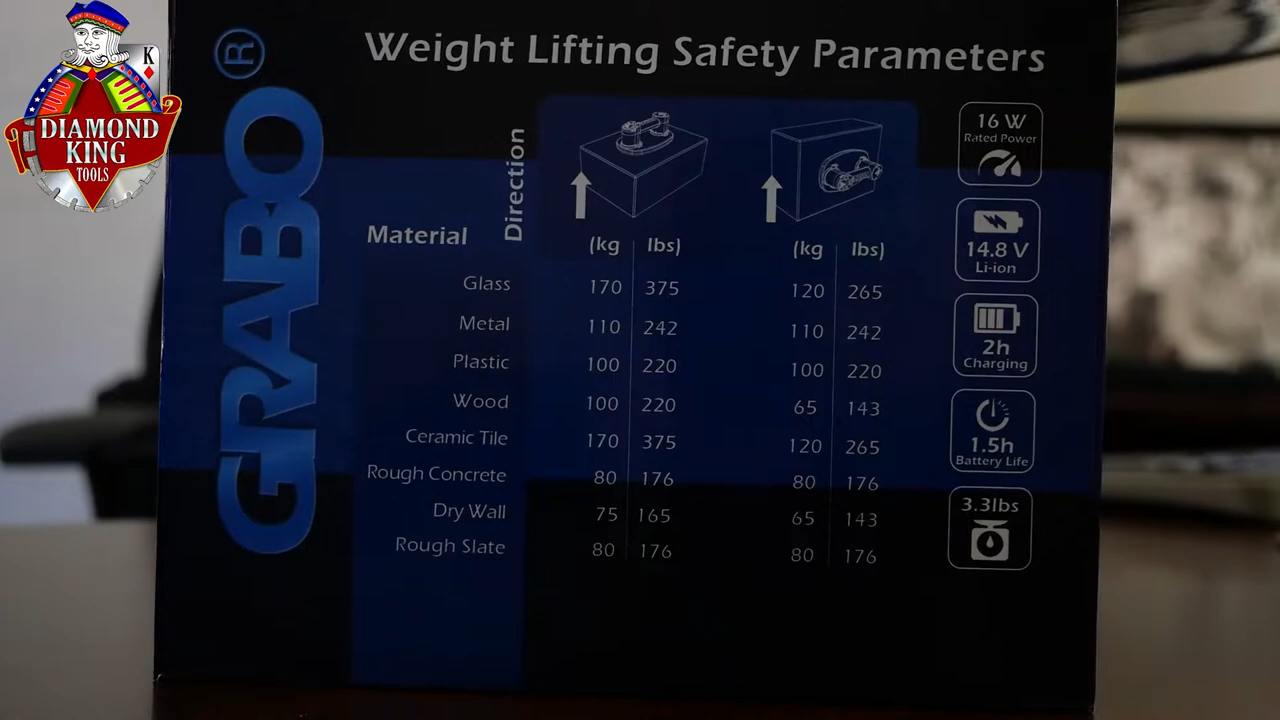 K
DIAMOND
KING
TOOLS
GRABO®
Weight Lifting Safety Parameters
Direction
Material
(kg lbs) (kg lbs)
Glass 170 375 120 265
Metal 110 242 110 242
Plastic 100 220 100 220
Wood 100 220 65 143
Ceramic Tile 170 375 120 265
Rough Concrete 80 176 80 176
Dry Wall 75 165 65 143
Rough Slate 80 176 80 176
16 W
Rated Power
14.8 V
Li-ion
2h
Charging
1.5h
Battery Life
3.3lbs